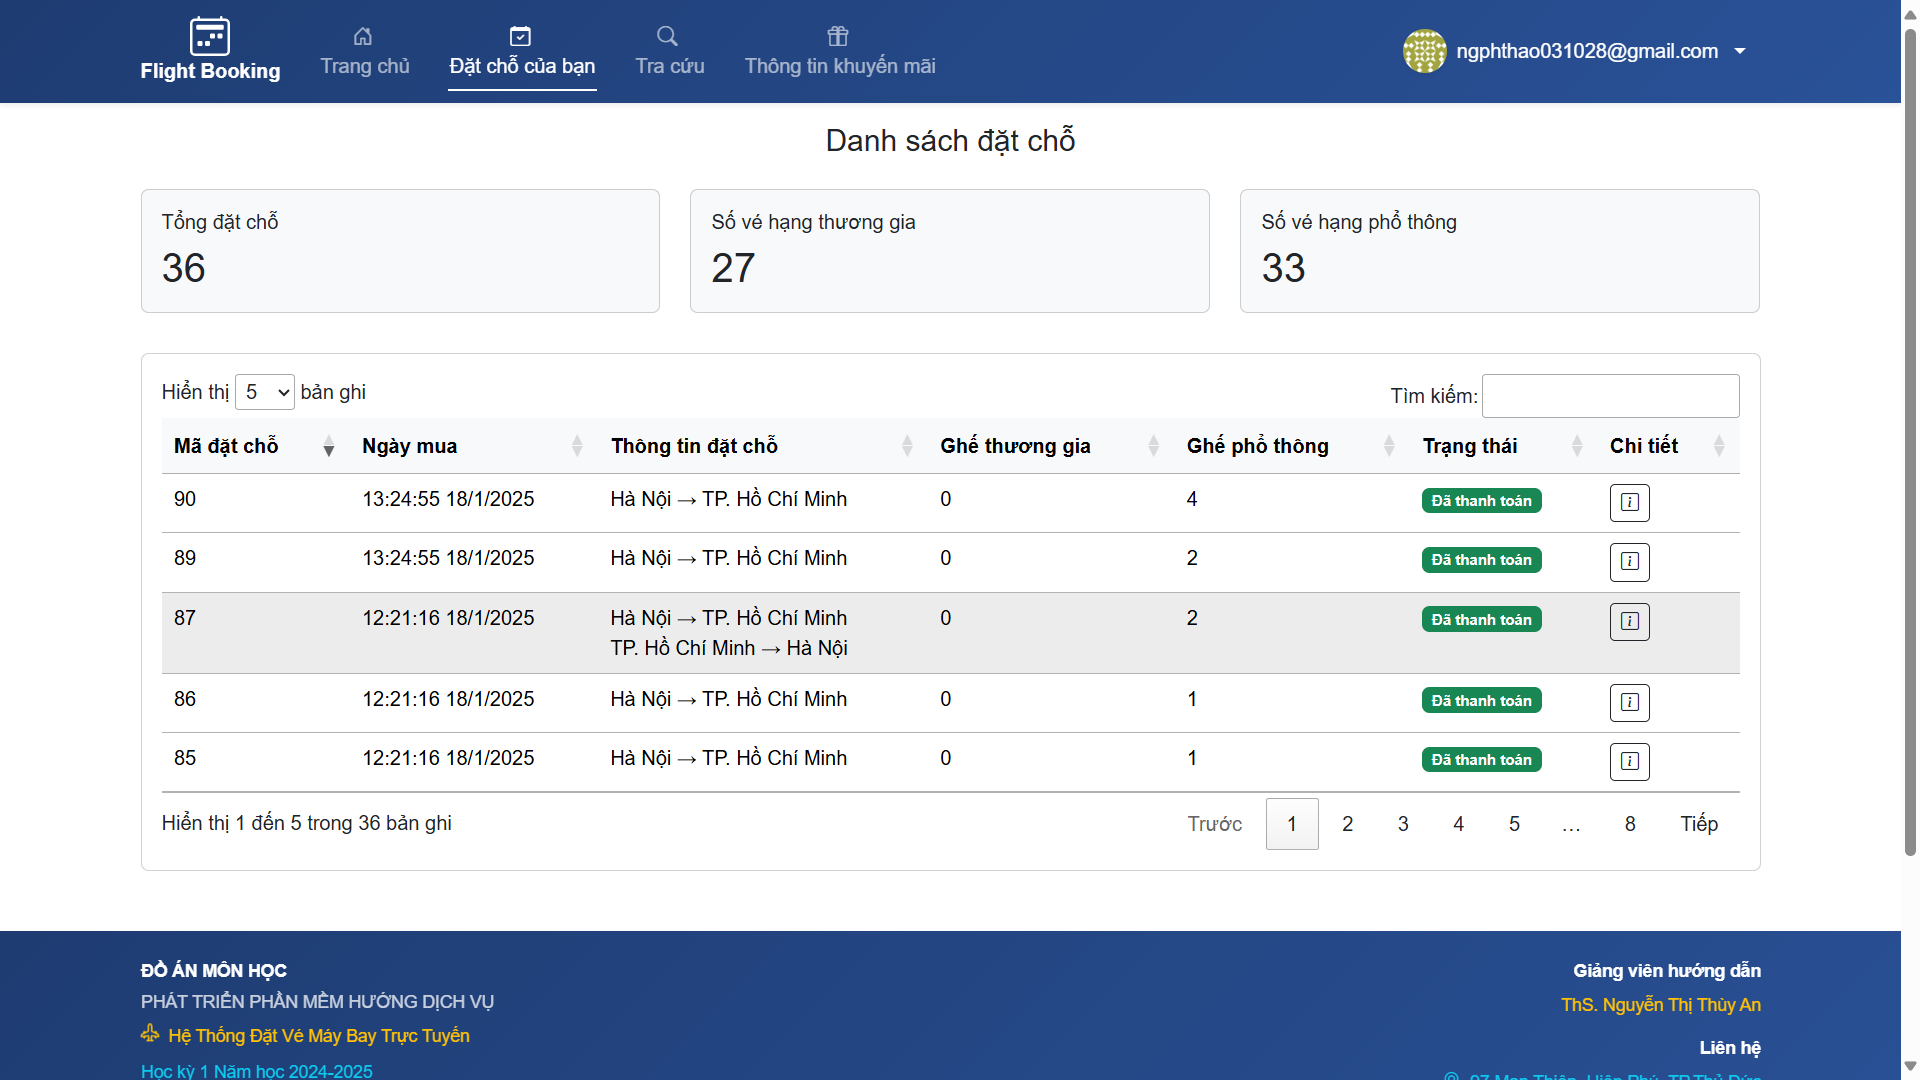 Flight Booking
Trang chủ
Đặt chỗ của bạn
Tra cứu
Thông tin khuyến mãi
ngphthao031028@gmail.com
Danh sách đặt chỗ
Tổng đặt chỗ
36
Số vé hạng thương gia
27
Số vé hạng phổ thông
33
Hiển thị 5 bản ghi
Tìm kiếm:
Mã đặt chỗ Ngày mua Thông tin đặt chỗ Ghế thương gia Ghế phổ thông Trạng thái Chi tiết
90 13:24:55 18/1/2025 Hà Nội → TP. Hồ Chí Minh 0 4 Đã thanh toán
89 13:24:55 18/1/2025 Hà Nội → TP. Hồ Chí Minh 0 2 Đã thanh toán
87 12:21:16 18/1/2025 Hà Nội → TP. Hồ Chí Minh 0 2 Đã thanh toán
TP. Hồ Chí Minh → Hà Nội
86 12:21:16 18/1/2025 Hà Nội → TP. Hồ Chí Minh 0 1 Đã thanh toán
85 12:21:16 18/1/2025 Hà Nội → TP. Hồ Chí Minh 0 1 Đã thanh toán
Hiển thị 1 đến 5 trong 36 bản ghi
Trước 1 2 3 4 5 … 8 Tiếp
ĐỒ ÁN MÔN HỌC
PHÁT TRIỂN PHẦN MỀM HƯỚNG DỊCH VỤ
Hệ Thống Đặt Vé Máy Bay Trực Tuyến
Học kỳ 1 Năm học 2024-2025
Giảng viên hướng dẫn
ThS. Nguyễn Thị Thùy An
Liên hệ
97 Man Thiện, Hiệp Phú, TP.Thủ Đức